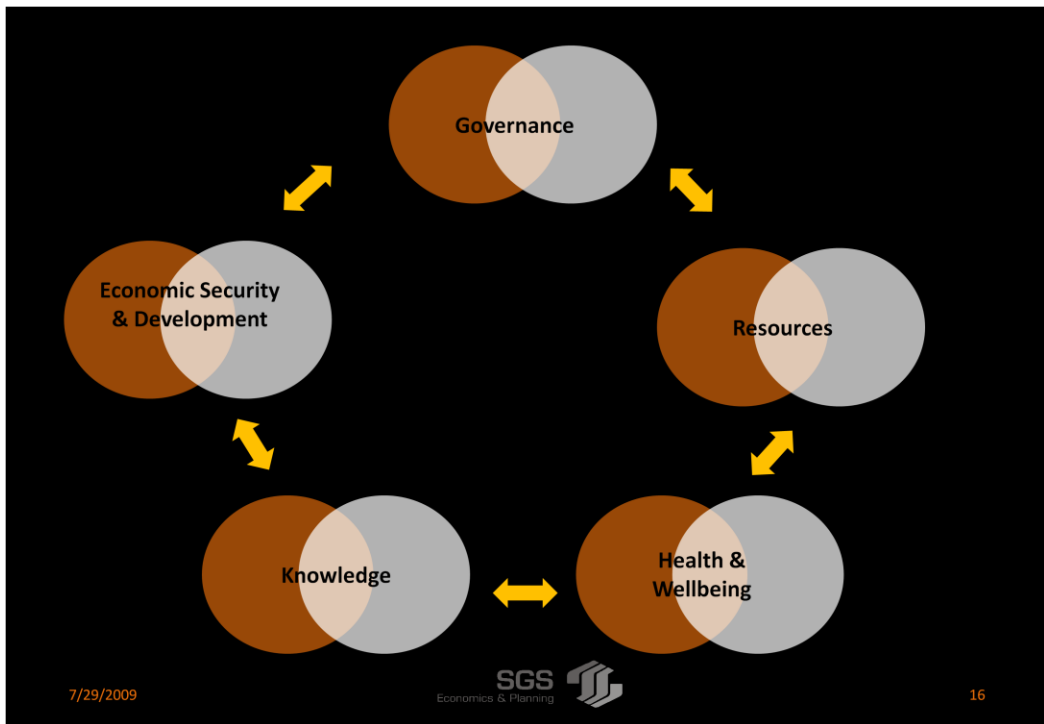 Governance
Economic Security
& Development
Resources
Knowledge
Health &
Wellbeing
7/29/2009
SGS
Economics & Planning
16